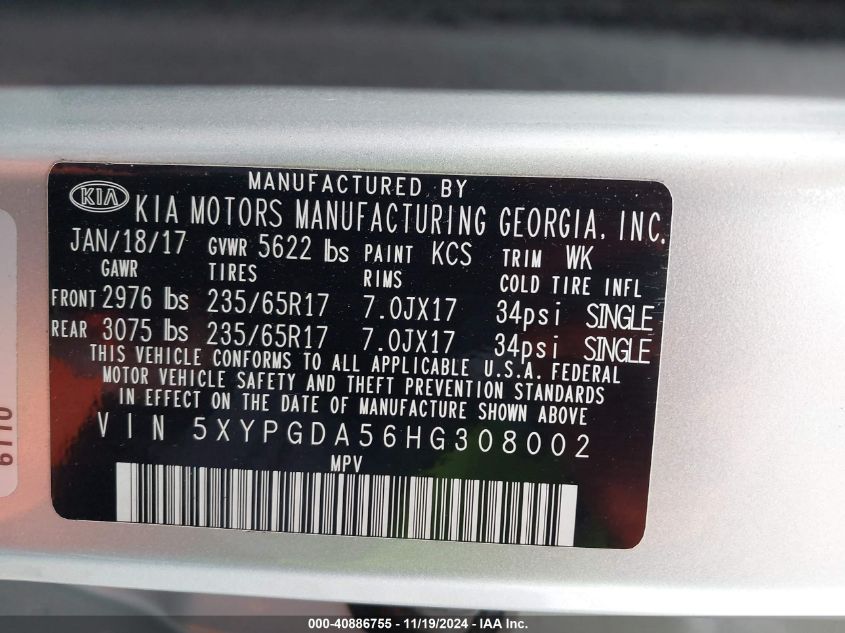 MANUFACTURED BY
KIA KIA MOTORS MANUFACTURING GEORGIA, INC.
JAN/18/17 GVWR 5622 lbs PAINT KCS TRIM WK
GAWR TIRES RIMS COLD TIRE INFL
FRONT 2976 lbs 235/65R17 7.0JX17 34psi SINGLE
REAR 3075 lbs 235/65R17 7.0JX17 34psi SINGLE
THIS VEHICLE CONFORMS TO ALL APPLICABLE U.S.A. FEDERAL
MOTOR VEHICLE SAFETY AND THEFT PREVENTION STANDARDS
IN EFFECT ON THE DATE OF MANUFACTURE SHOWN ABOVE
VIN 5XYPGDA56HG308002
MPV
000-40886755 - 11/19/2024 - IAA Inc.